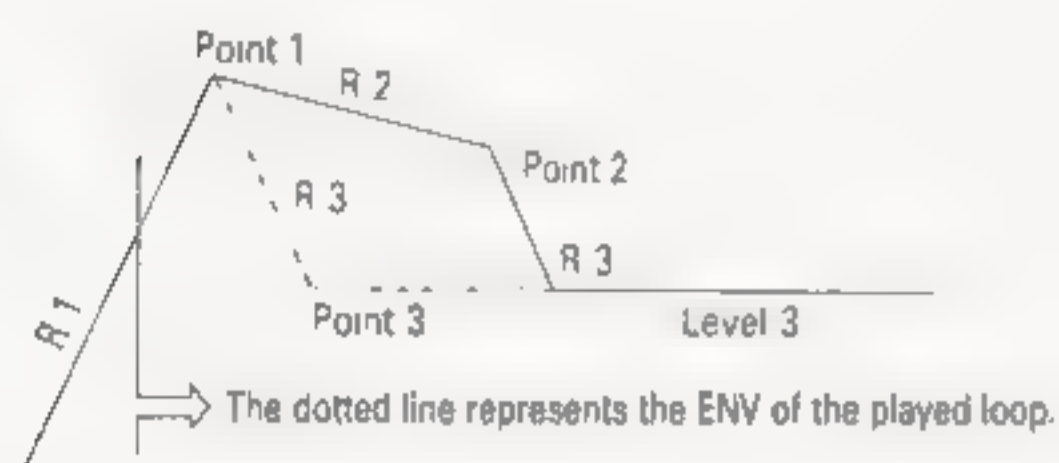 Point 1
R 2
Point 2
R 3
R 3
R 1
Point 3
Level 3
The dotted line represents the ENV of the played loop.